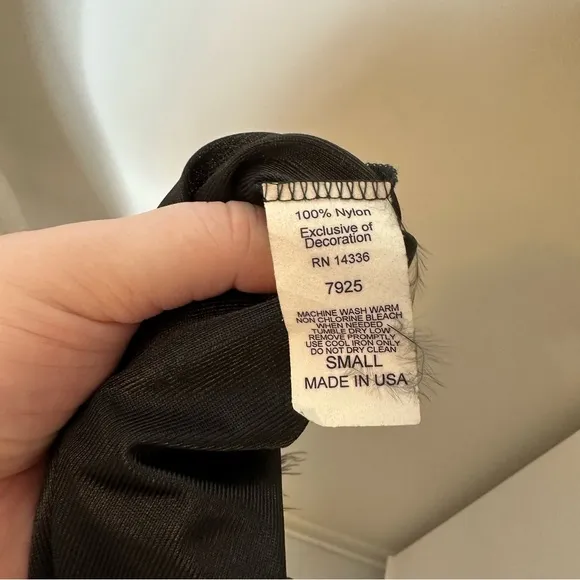 100% Nylon
Exclusive of
Decoration
RN 14336
7925
MACHINE WASH WARM
NON CHLORINE BLEACH
WHEN NEEDED
TUMBLE DRY LOW
REMOVE PROMPTLY
USE COOL IRON ONLY
DO NOT DRY CLEAN
SMALL
MADE IN USA